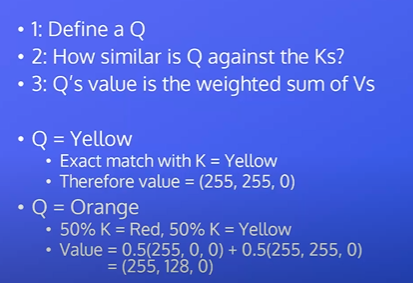 • 1: Define a Q
• 2: How similar is Q against the Ks?
• 3: Q's value is the weighted sum of Vs
• Q = Yellow
• Exact match with K = Yellow
• Therefore value = (255, 255, 0)
• Q = Orange
• 50% K = Red, 50% K = Yellow
• Value = 0.5(255, 0, 0) + 0.5(255, 255, 0)
= (255, 128, 0)